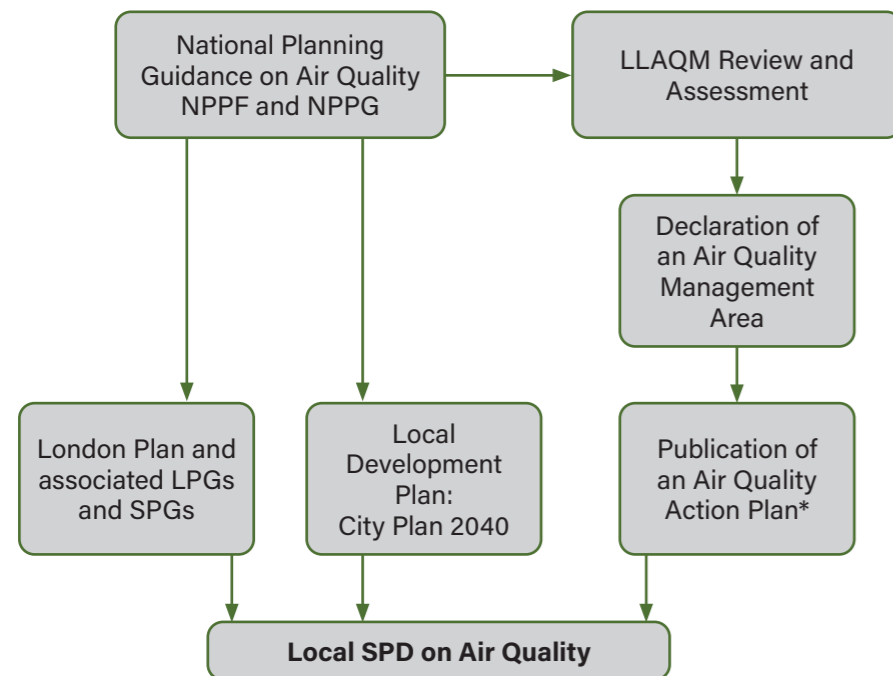 National Planning
Guidance on Air Quality
NPPF and NPPG
LLAQM Review and
Assessment
Declaration of
an Air Quality
Management
Area
London Plan and
associated LPGs
and SPGs
Local
Development
Plan:
City Plan 2040
Publication of
an Air Quality
Action Plan*
Local SPD on Air Quality